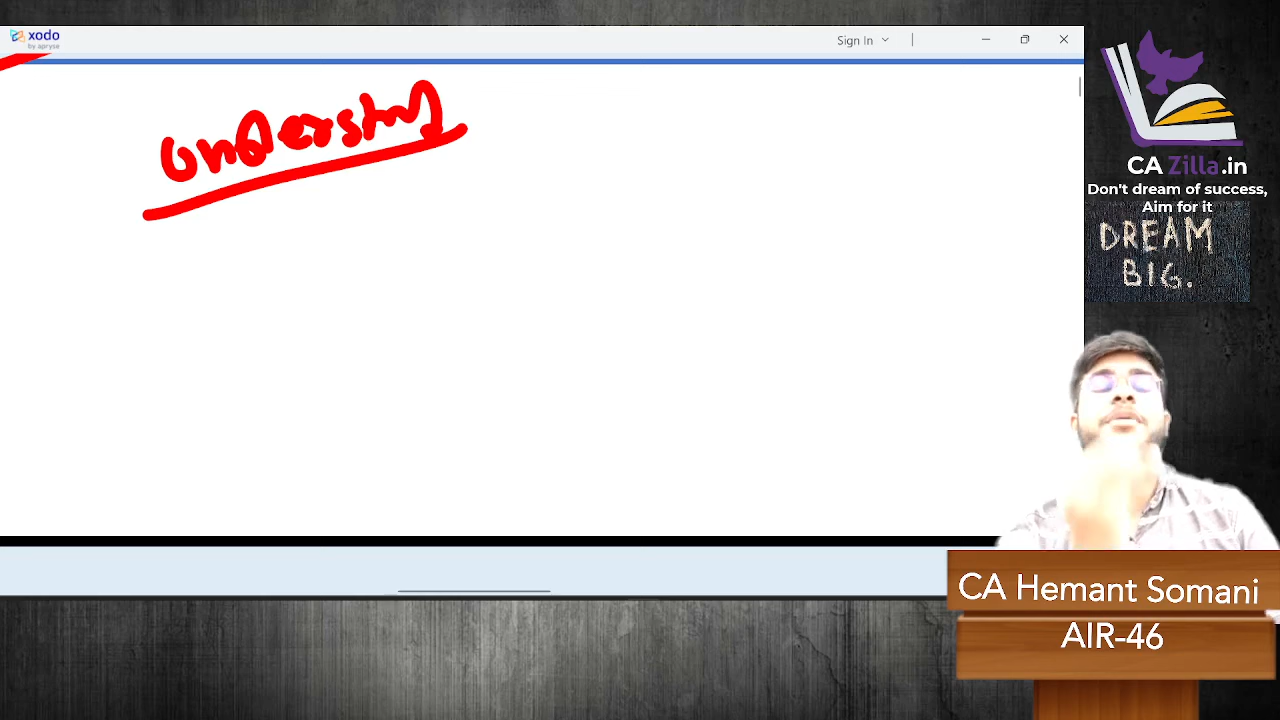 xodo
by apryse
Sign In
CA Zilla.in
Don't dream of success,
Aim for it
DREAM
BIG.
CA Hemant Somani
AIR-46